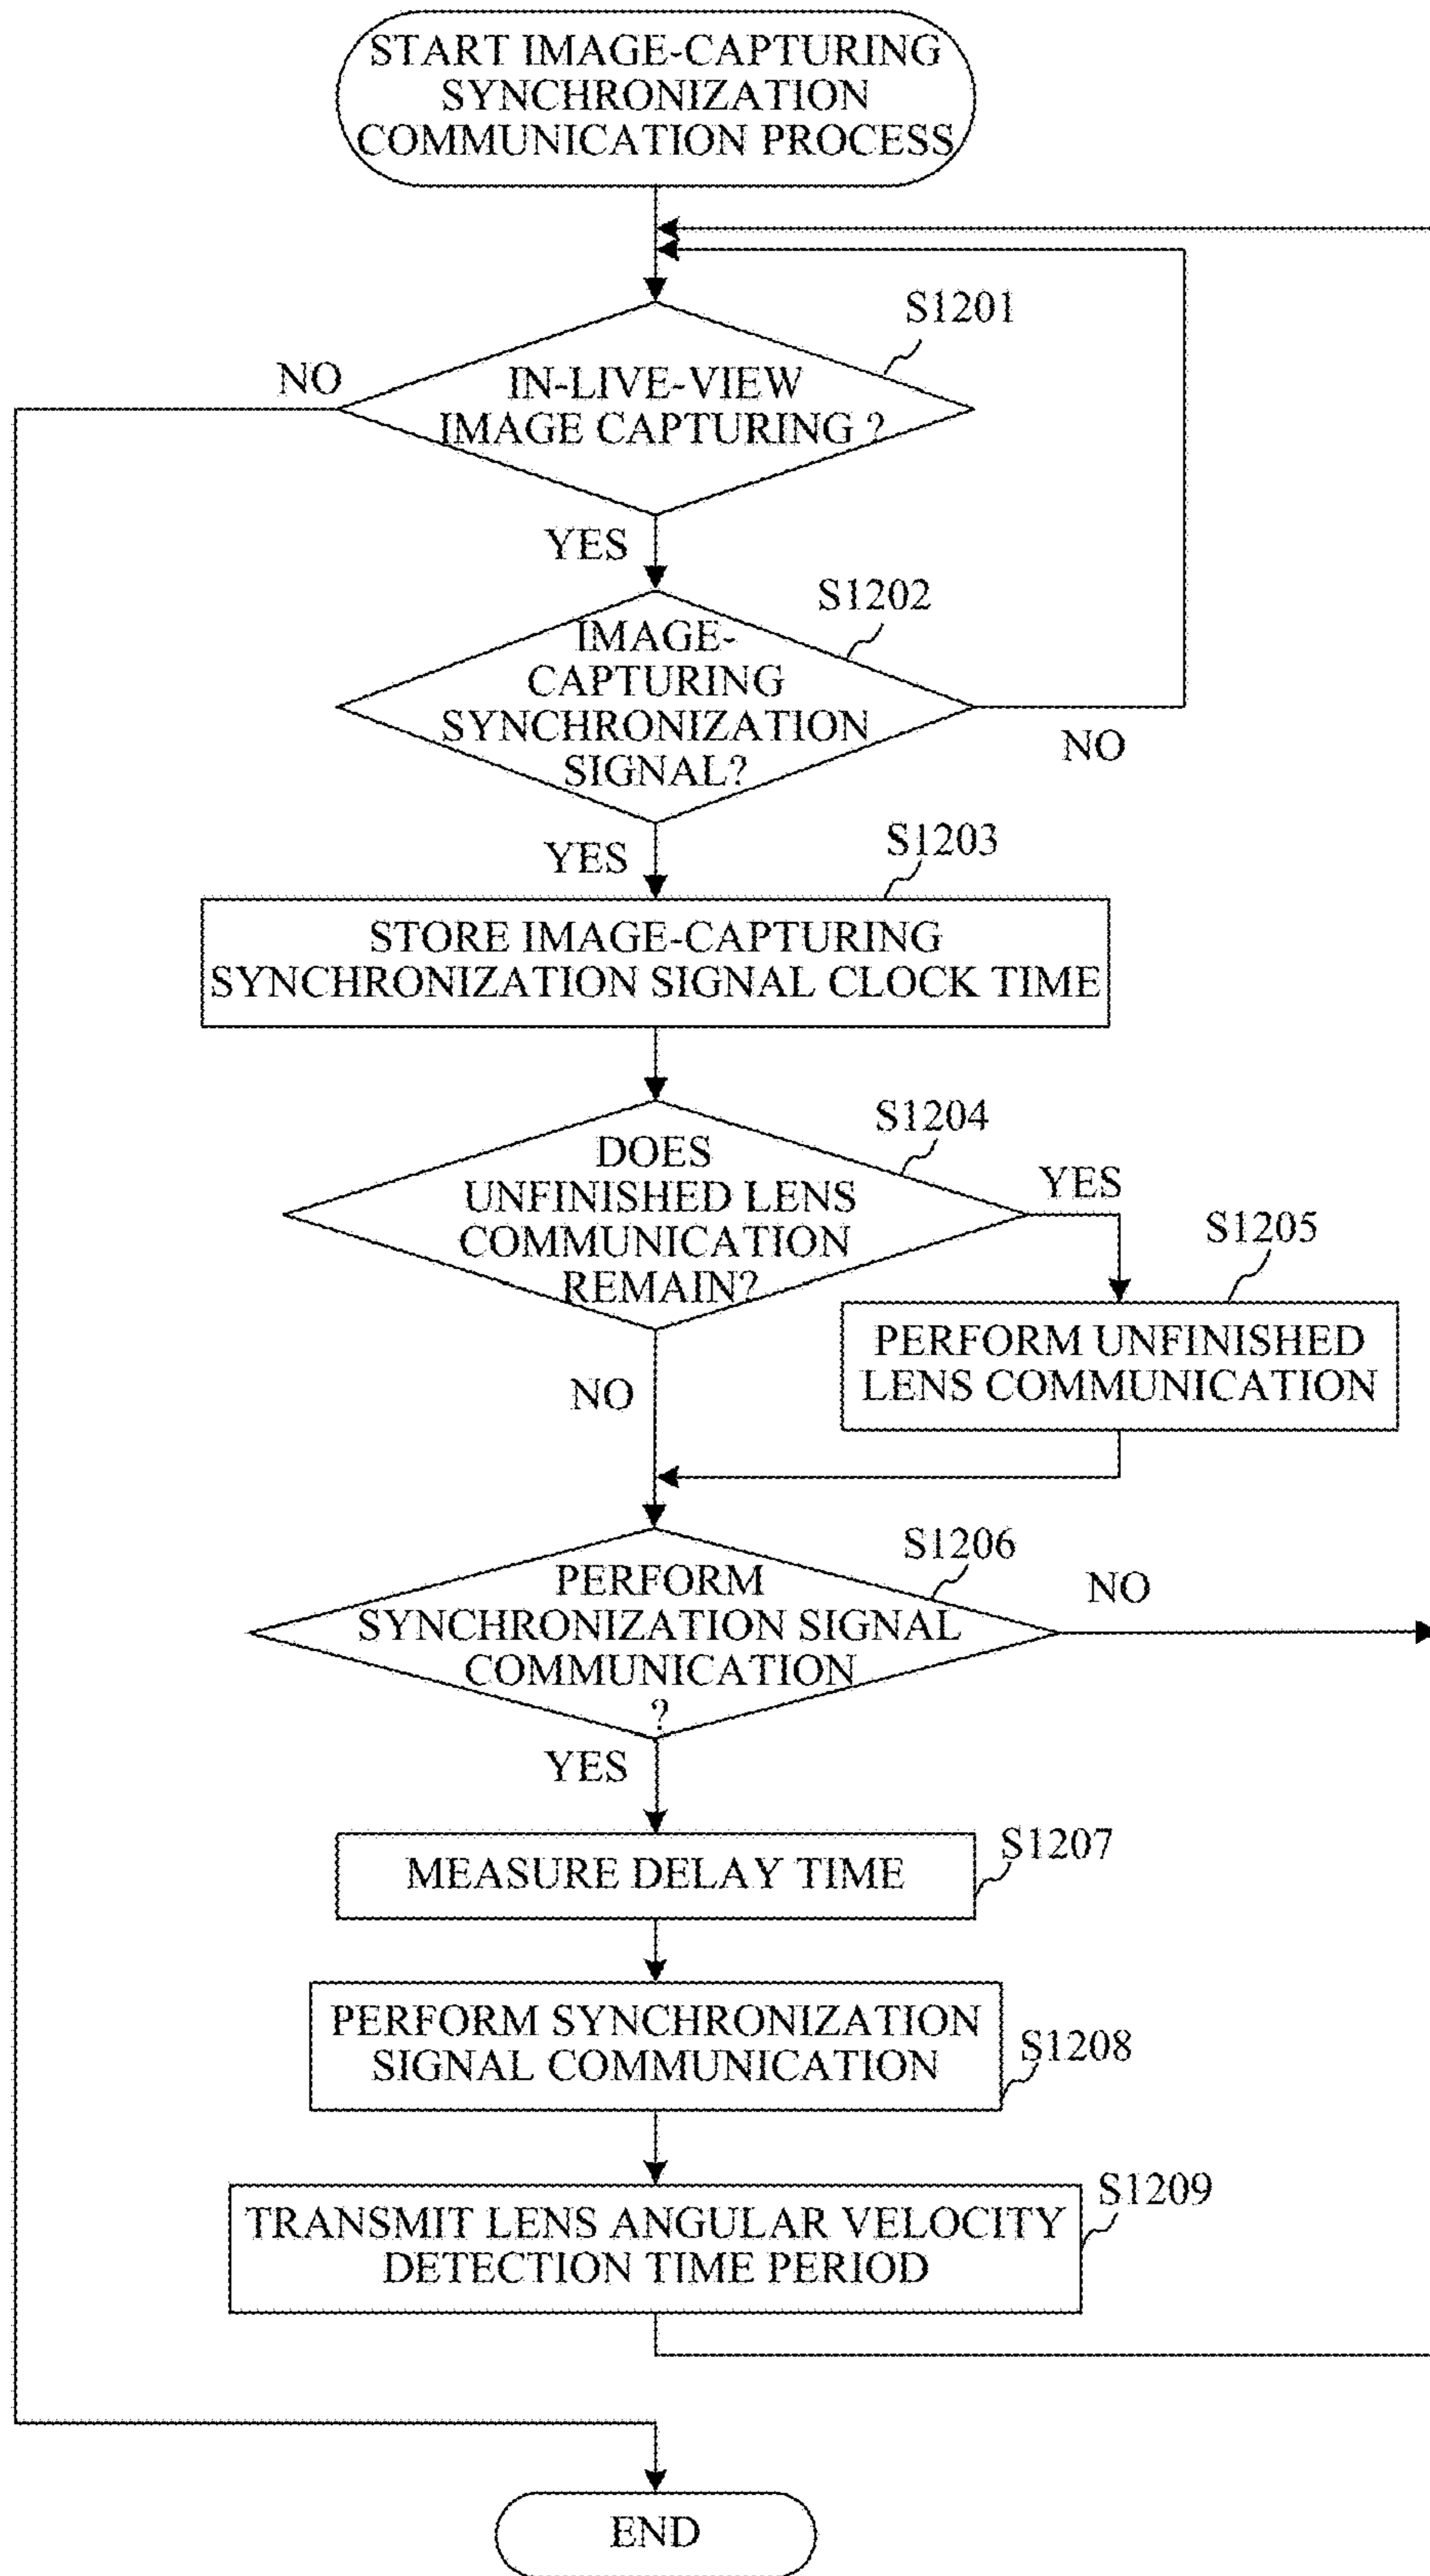 START IMAGE-CAPTURING
SYNCHRONIZATION
COMMUNICATION PROCESS
S1201
NO
IN-LIVE-VIEW
IMAGE CAPTURING ?
YES
S1202
IMAGE-
CAPTURING
SYNCHRONIZATION
SIGNAL?
NO
YES
S1203
STORE IMAGE-CAPTURING
SYNCHRONIZATION SIGNAL CLOCK TIME
S1204
DOES
UNFINISHED LENS
COMMUNICATION
REMAIN?
YES
S1205
PERFORM UNFINISHED
LENS COMMUNICATION
NO
S1206
PERFORM
SYNCHRONIZATION SIGNAL
COMMUNICATION
?
NO
YES
S1207
MEASURE DELAY TIME
PERFORM SYNCHRONIZATION
SIGNAL COMMUNICATION
S1208
S1209
TRANSMIT LENS ANGULAR VELOCITY
DETECTION TIME PERIOD
END